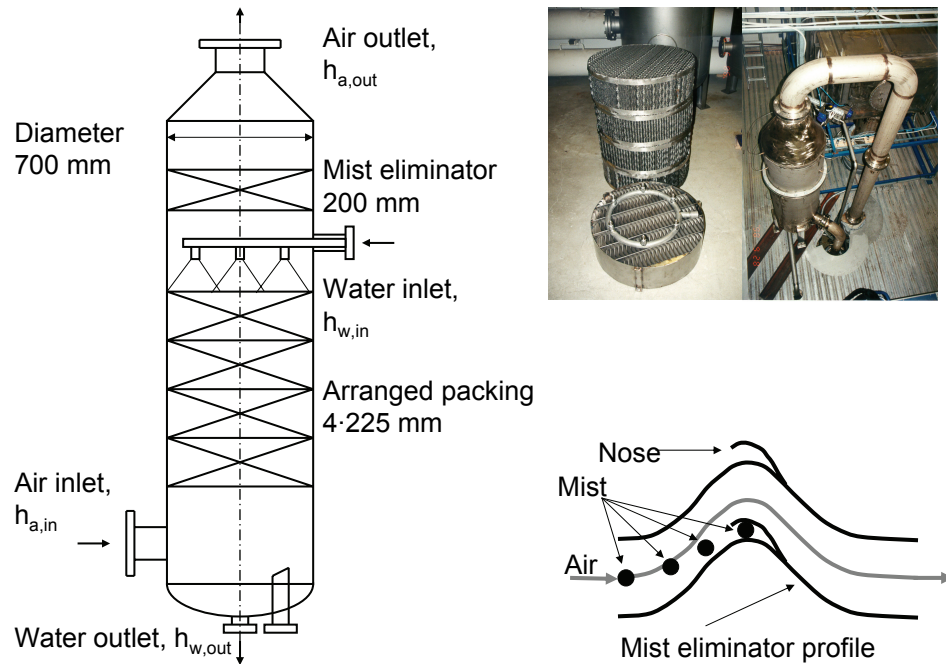 Air outlet,
h_a,out
Diameter
700 mm
Mist eliminator
200 mm
Water inlet,
h_w,in
Arranged packing
4·225 mm
Air inlet,
h_a,in
Water outlet, h_w,out
Nose
Mist
Air
Mist eliminator profile